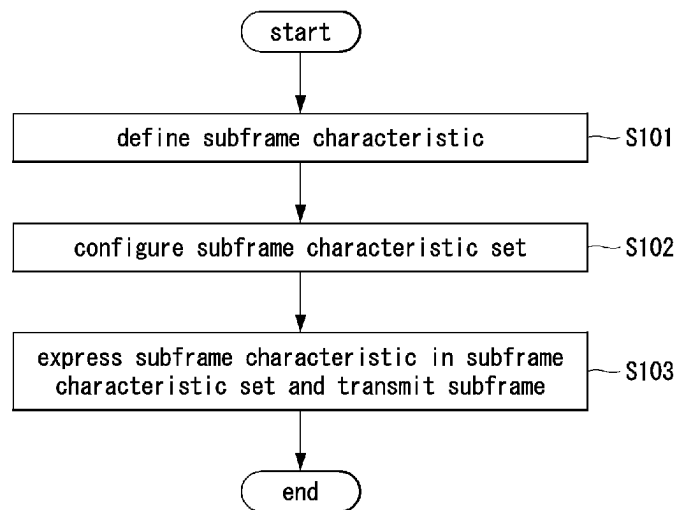 start
define subframe characteristic
S101
configure subframe characteristic set
S102
express subframe characteristic in subframe
characteristic set and transmit subframe
S103
end